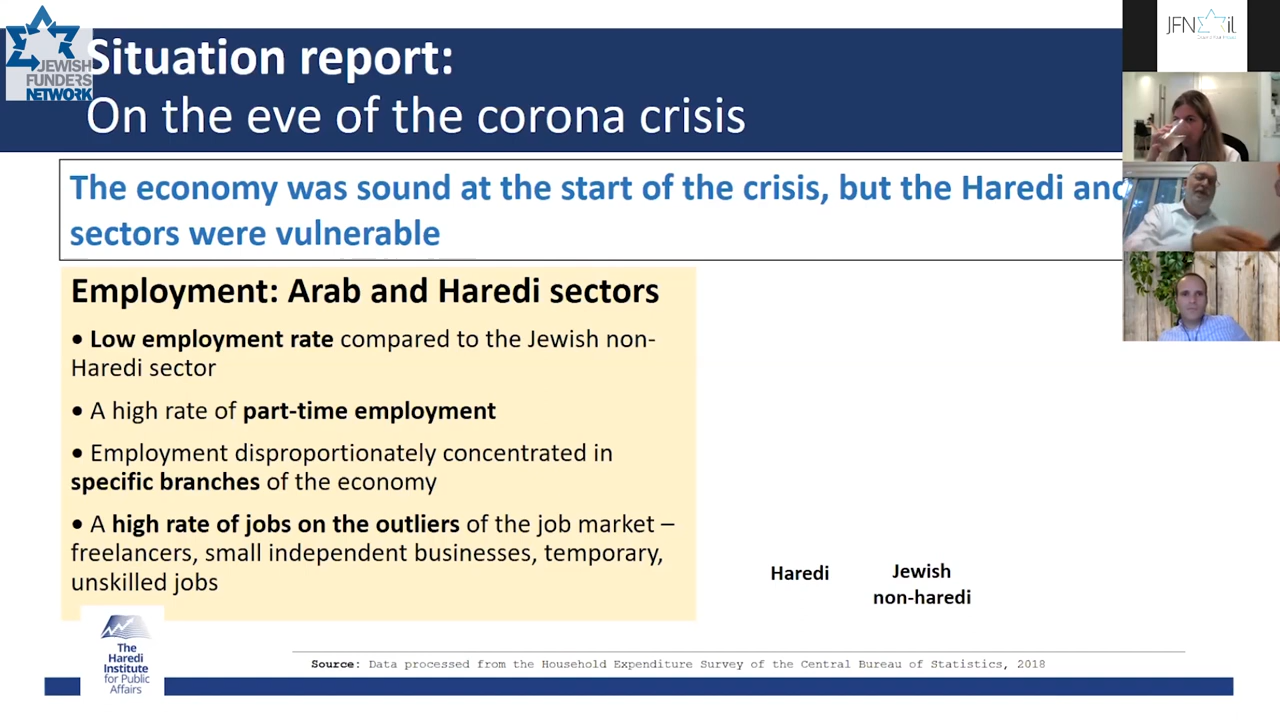 JEWISH
FUNDERS
NETWORK
Situation report:
On the eve of the corona crisis
JFN
il
The economy was sound at the start of the crisis, but the Haredi and
sectors were vulnerable
Employment: Arab and Haredi sectors
• Low employment rate compared to the Jewish non-
Haredi sector
• A high rate of part-time employment
• Employment disproportionately concentrated in
specific branches of the economy
• A high rate of jobs on the outliers of the job market –
freelancers, small independent businesses, temporary,
unskilled jobs
Haredi
Jewish
non-haredi
The
Haredi
Institute
for Public
Affairs
Source: Data processed from the Household Expenditure Survey of the Central Bureau of Statistics, 2018